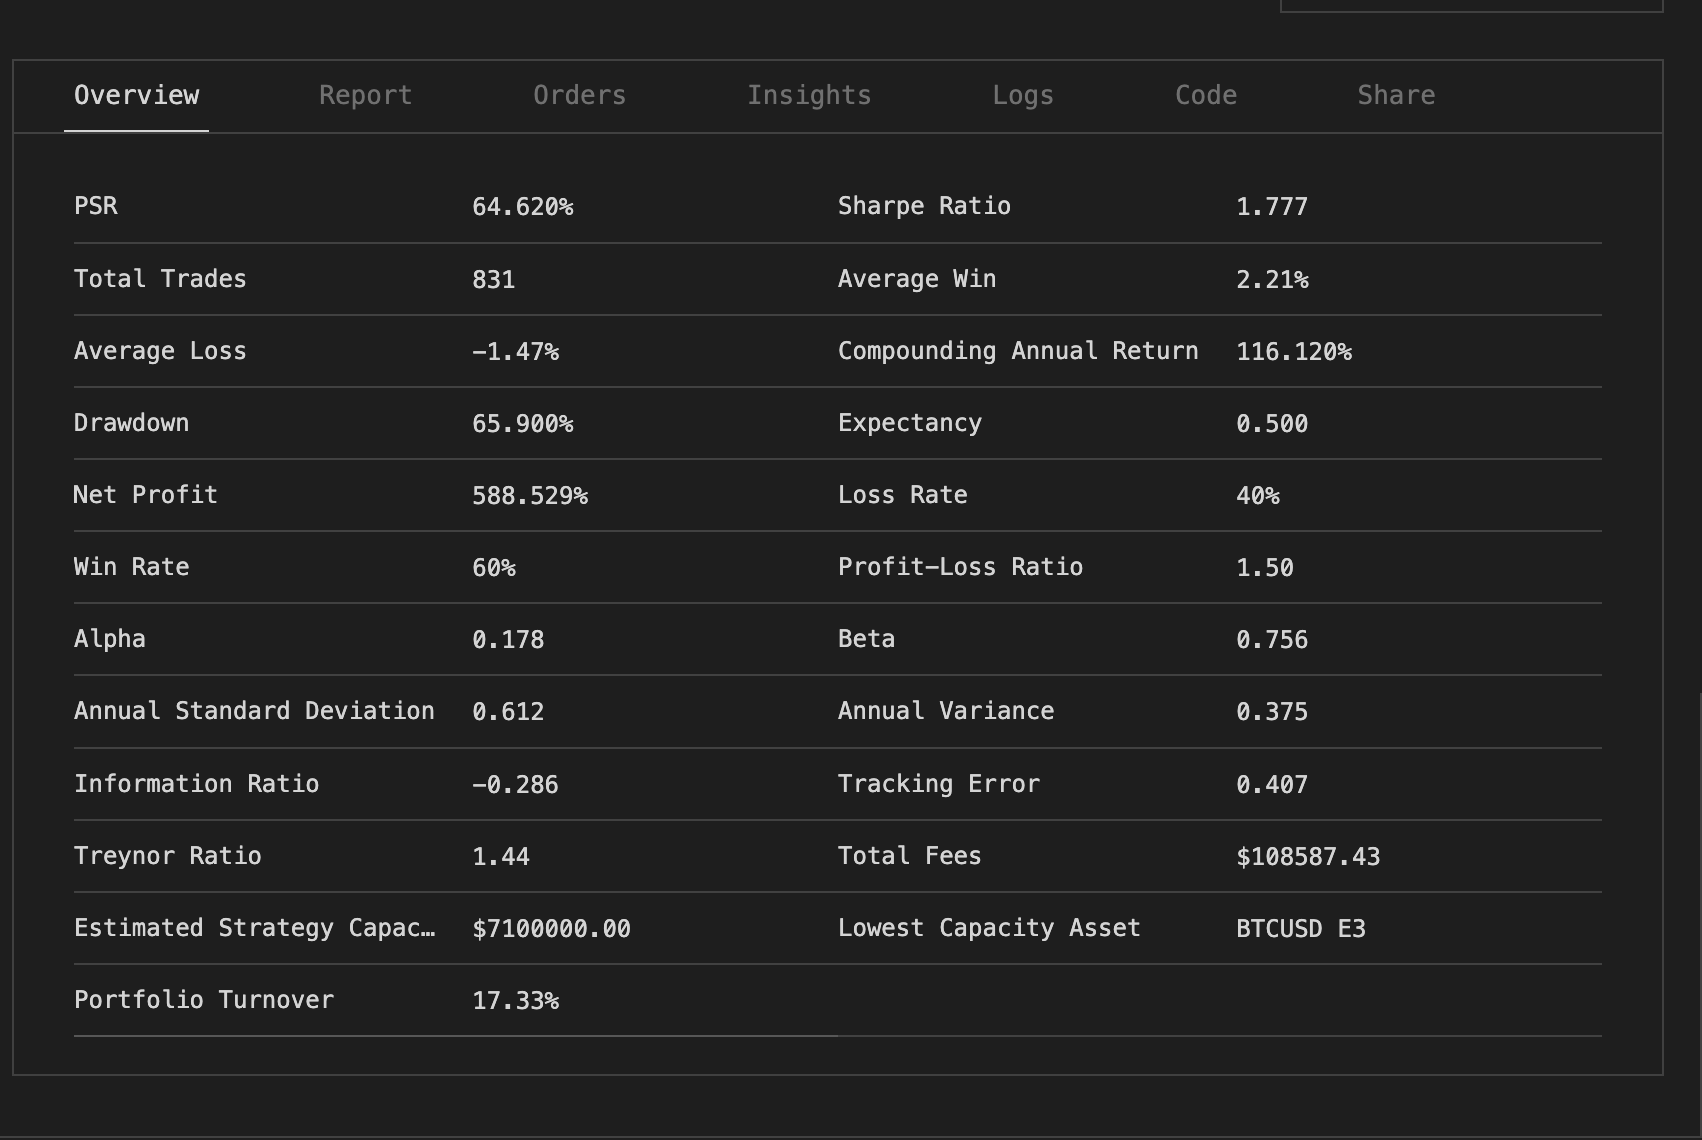 Overview Report Orders Insights Logs Code Share
PSR 64.620% Sharpe Ratio 1.777
Total Trades 831 Average Win 2.21%
Average Loss -1.47% Compounding Annual Return 116.120%
Drawdown 65.900% Expectancy 0.500
Net Profit 588.529% Loss Rate 40%
Win Rate 60% Profit-Loss Ratio 1.50
Alpha 0.178 Beta 0.756
Annual Standard Deviation 0.612 Annual Variance 0.375
Information Ratio -0.286 Tracking Error 0.407
Treynor Ratio 1.44 Total Fees $108587.43
Estimated Strategy Capac… $7100000.00 Lowest Capacity Asset BTCUSD E3
Portfolio Turnover 17.33%